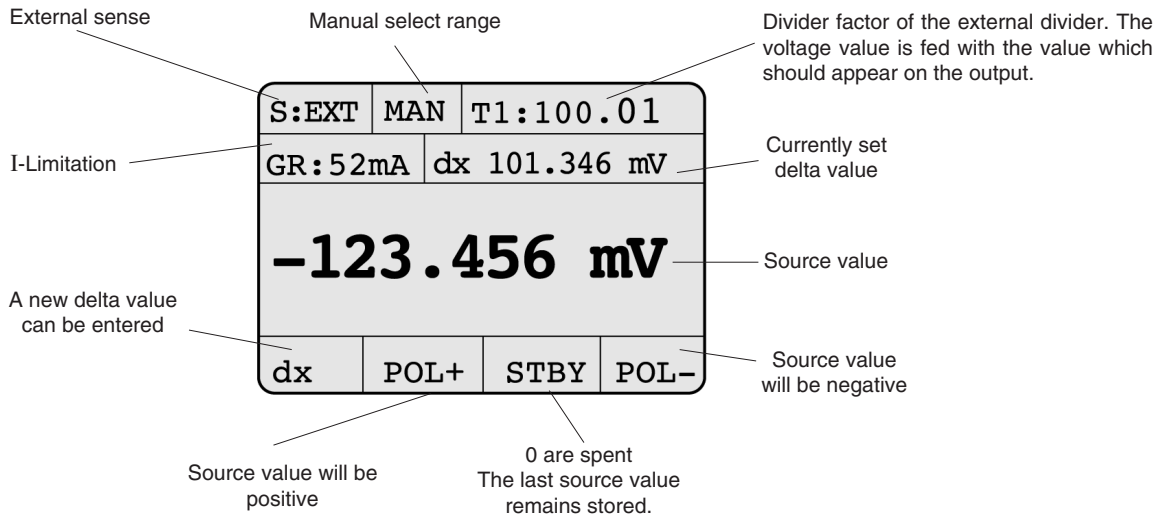 External sense
Manual select range
Divider factor of the external divider. The
voltage value is fed with the value which
should appear on the output.
S:EXT MAN T1:100.01
I-Limitation
GR:52mA dx 101.346 mV
Currently set
delta value
-123.456 mV
Source value
A new delta value
can be entered
dx POL+ STBY POL-
Source value
will be negative
Source value will be
positive
0 are spent
The last source value
remains stored.